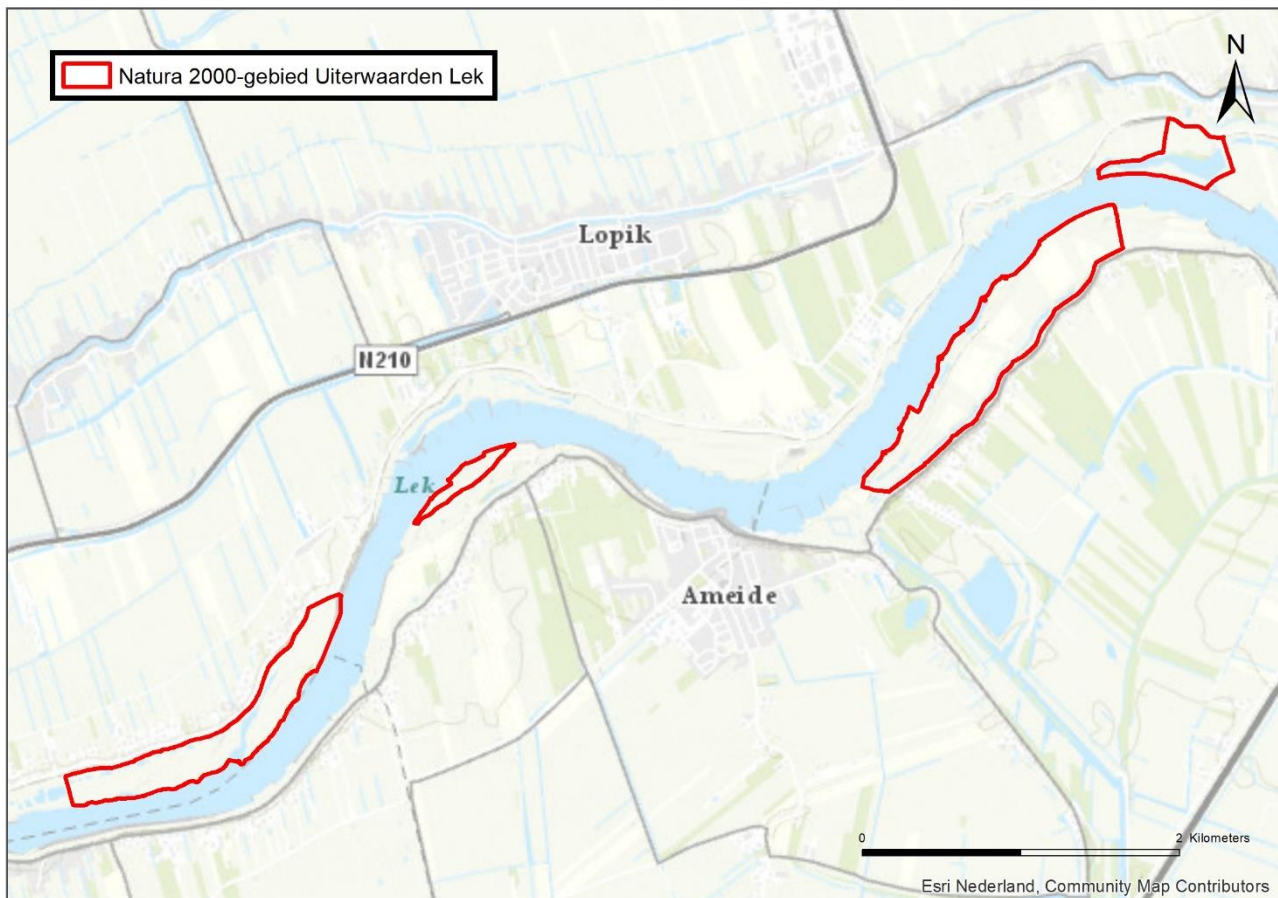 Natura 2000-gebied Uiterwaarden Lek
N
Lopik
N210
Lek
Ameide
0 2 Kilometers
Esri Nederland, Community Map Contributors